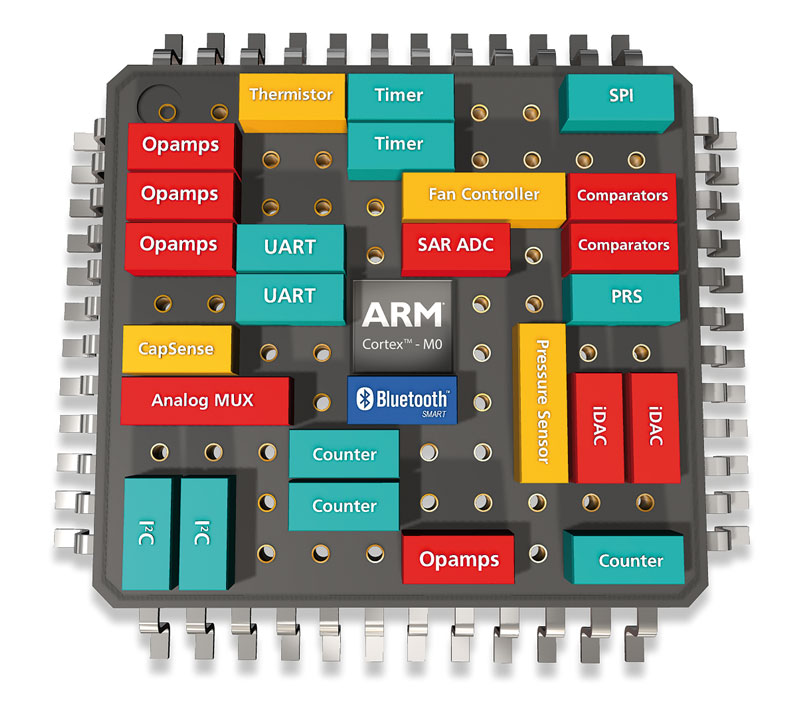 Thermistor
Timer
SPI
Opamps
Timer
Opamps
Fan Controller
Comparators
Opamps
UART
SAR ADC
Comparators
UART
ARM
Cortex™ - M0
PRS
CapSense
Pressure Sensor
Analog MUX
Bluetooth™
SMART
iDAC
iDAC
Counter
Counter
I²C
I²C
Opamps
Counter